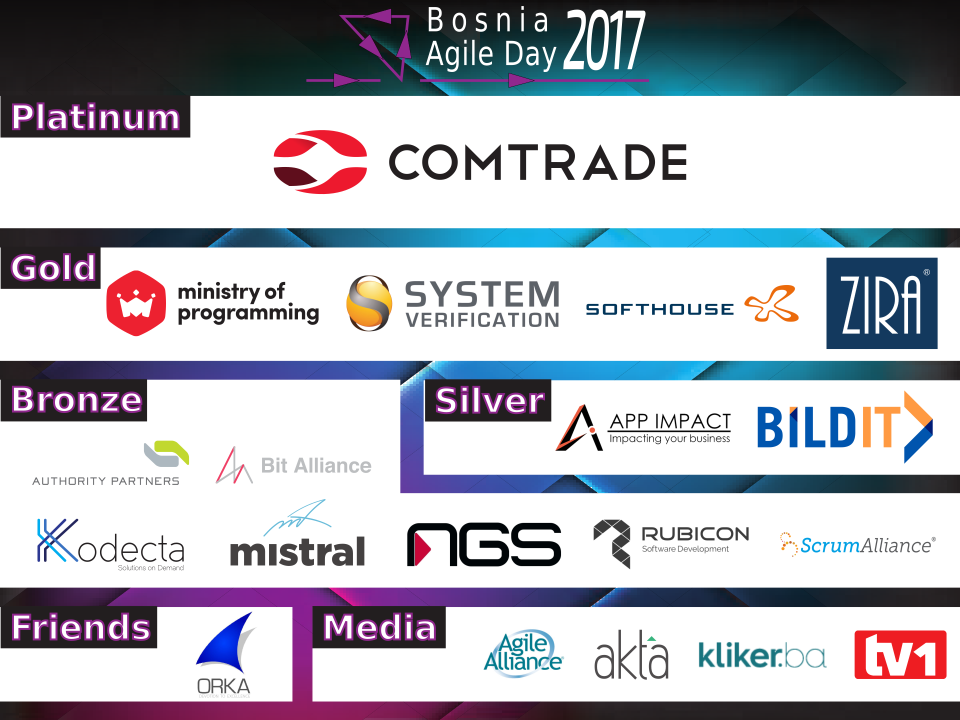 Bosnia
Agile Day 2017
Platinum
COMTRADE
Gold
ministry of
programming
SYSTEM
VERIFICATION
SOFTHOUSE
ZIRA®
Bronze
Silver
APP IMPACT
Impacting your business
BILDIT
AUTHORITY PARTNERS
Bit Alliance
Kodecta
Solutions on Demand
mistral
NGS
RUBICON
Software Development
ScrumAlliance®
Friends
ORKA
Media
Agile
Alliance
akta
kliker.ba
tv1